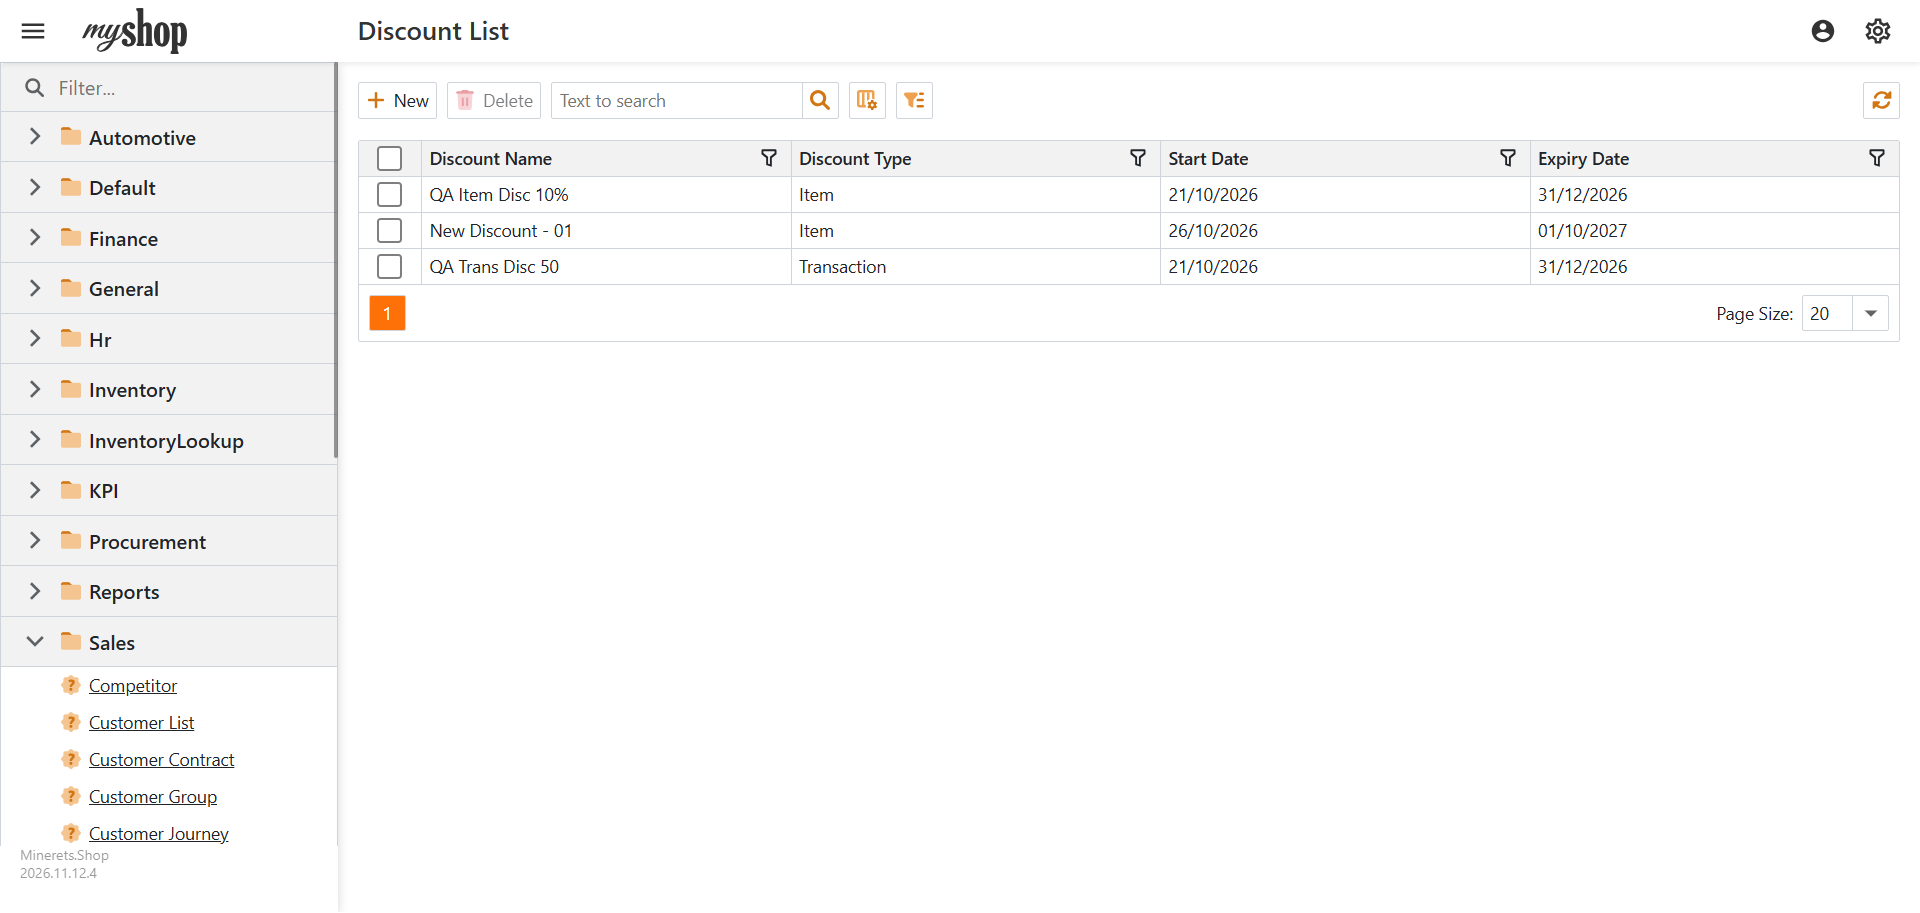 myshop
Discount List
Filter...
New
Delete
Text to search
Automotive
Default
Finance
General
Hr
Inventory
InventoryLookup
KPI
Procurement
Reports
Sales
Competitor
Customer List
Customer Contract
Customer Group
Customer Journey
Minerets.Shop
2026.11.12.4
Discount Name Discount Type Start Date Expiry Date
QA Item Disc 10% Item 21/10/2026 31/12/2026
New Discount - 01 Item 26/10/2026 01/10/2027
QA Trans Disc 50 Transaction 21/10/2026 31/12/2026
1
Page Size: 20